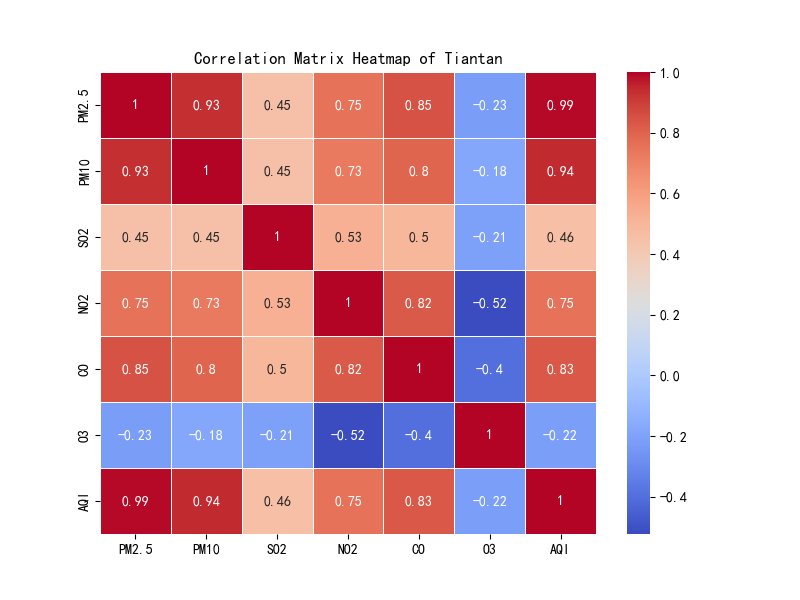 Correlation Matrix Heatmap of Tiantan
PM2.5 1 0.93 0.45 0.75 0.85 -0.23 0.99
PM10 0.93 1 0.45 0.73 0.8 -0.18 0.94
SO2 0.45 0.45 1 0.53 0.5 -0.21 0.46
NO2 0.75 0.73 0.53 1 0.82 -0.52 0.75
CO 0.85 0.8 0.5 0.82 1 -0.4 0.83
O3 -0.23 -0.18 -0.21 -0.52 -0.4 1 -0.22
AQI 0.99 0.94 0.46 0.75 0.83 -0.22 1
PM2.5 PM10 SO2 NO2 CO O3 AQI
1.0
0.8
0.6
0.4
0.2
0.0
-0.2
-0.4